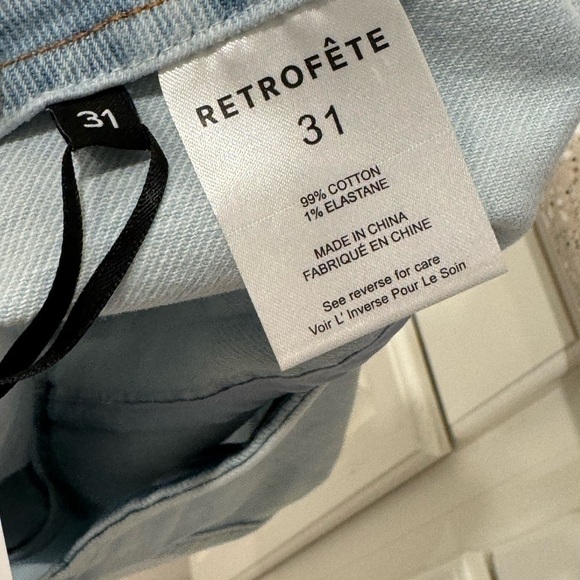 31
RETROFÊTE
31
99% COTTON
1% ELASTANE
MADE IN CHINA
FABRIQUÉ EN CHINE
See reverse for care
Voir L' Inverse Pour Le Soin